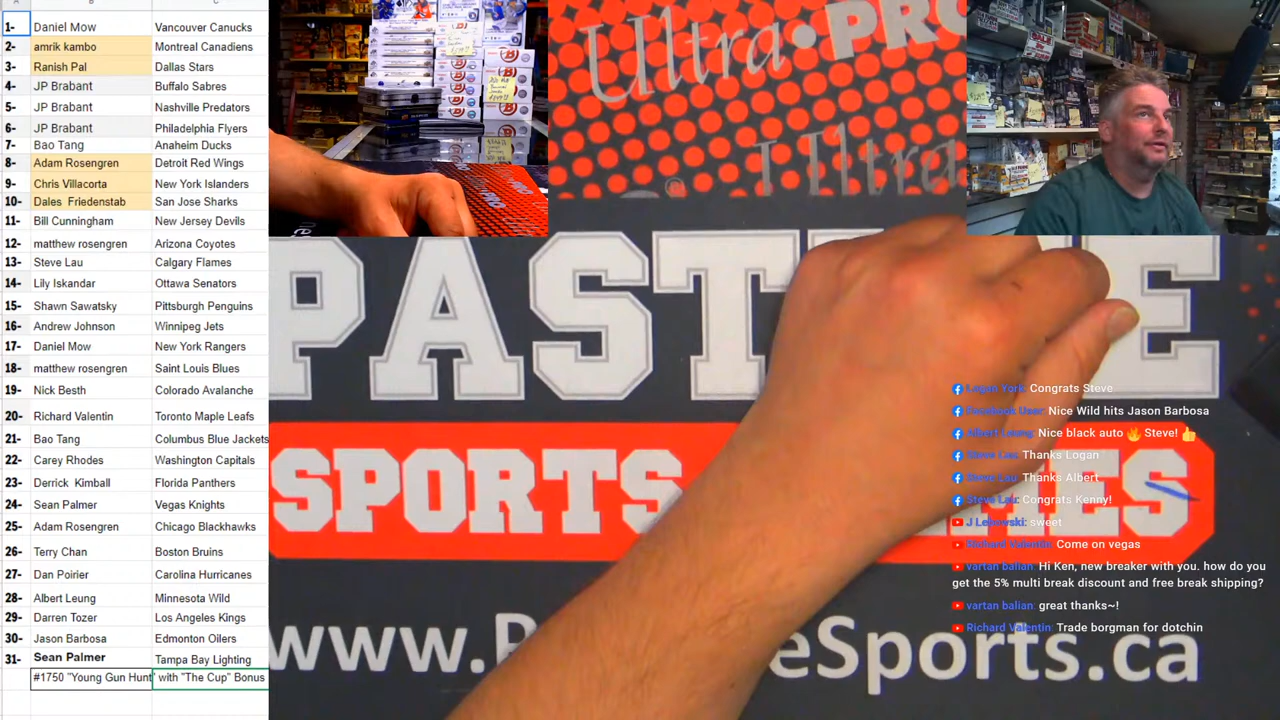 1- Daniel Mow Vancouver Canucks
2- amrik kambo Montreal Canadiens
3- Ranish Pal Dallas Stars
4- JP Brabant Buffalo Sabres
5- JP Brabant Nashville Predators
6- JP Brabant Philadelphia Flyers
7- Bao Tang Anaheim Ducks
8- Adam Rosengren Detroit Red Wings
9- Chris Villacorta New York Islanders
10- Dales Friedenstab San Jose Sharks
11- Bill Cunningham New Jersey Devils
12- matthew rosengren Arizona Coyotes
13- Steve Lau Calgary Flames
14- Lily Iskandar Ottawa Senators
15- Shawn Sawatsky Pittsburgh Penguins
16- Andrew Johnson Winnipeg Jets
17- Daniel Mow New York Rangers
18- matthew rosengren Saint Louis Blues
19- Nick Besth Colorado Avalanche
20- Richard Valentin Toronto Maple Leafs
21- Bao Tang Columbus Blue Jackets
22- Carey Rhodes Washington Capitals
23- Derrick Kimball Florida Panthers
24- Sean Palmer Vegas Knights
25- Adam Rosengren Chicago Blackhawks
26- Terry Chan Boston Bruins
27- Dan Poirier Carolina Hurricanes
28- Albert Leung Minnesota Wild
29- Darren Tozer Los Angeles Kings
30- Jason Barbosa Edmonton Oilers
31- Sean Palmer Tampa Bay Lighting
#1750 "Young Gun Hunt" with "The Cup" Bonus
Ultra PRO
Ultra
SALE
PAST E
SPORTS ES
www.P eSports.ca
Logan York: Congrats Steve
Facebook User: Nice Wild hits Jason Barbosa
Albert Leung: Nice black auto 🔥 Steve! 👍
Steve Lau: Thanks Logan
Steve Lau: Thanks Albert
Steve Lau: Congrats Kenny!
J Lekowski: sweet
Richard Valentin: Come on vegas
vartan balian: Hi Ken, new breaker with you. how do you
get the 5% multi break discount and free break shipping?
vartan balian: great thanks~!
Richard Valentin: Trade borgman for dotchin